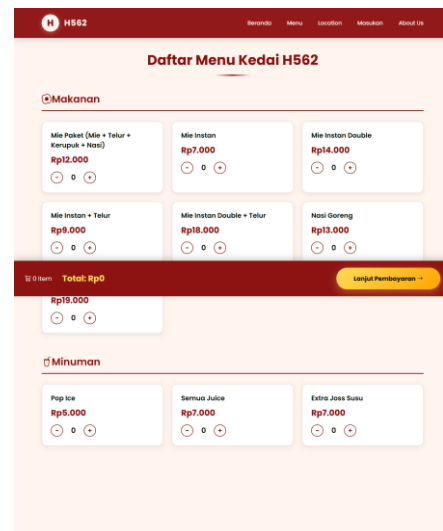 H H562
Beranda Menu Location Masukan About Us
Daftar Menu Kedai H562
Makanan
Mie Paket (Mie + Telur +
Kerupuk + Nasi)
Rp12.000
- 0 +
Mie Instan
Rp7.000
- 0 +
Mie Instan Double
Rp14.000
- 0 +
Mie Instan + Telur
Rp9.000
- 0 +
Mie Instan Double + Telur
Rp18.000
- 0 +
Nasi Goreng
Rp13.000
- 0 +
0 Item Total: Rp0 Lanjut Pembayaran →
Rp19.000
- 0 +
Minuman
Pop Ice
Rp5.000
- 0 +
Semua Juice
Rp7.000
- 0 +
Extra Joss Susu
Rp7.000
- 0 +